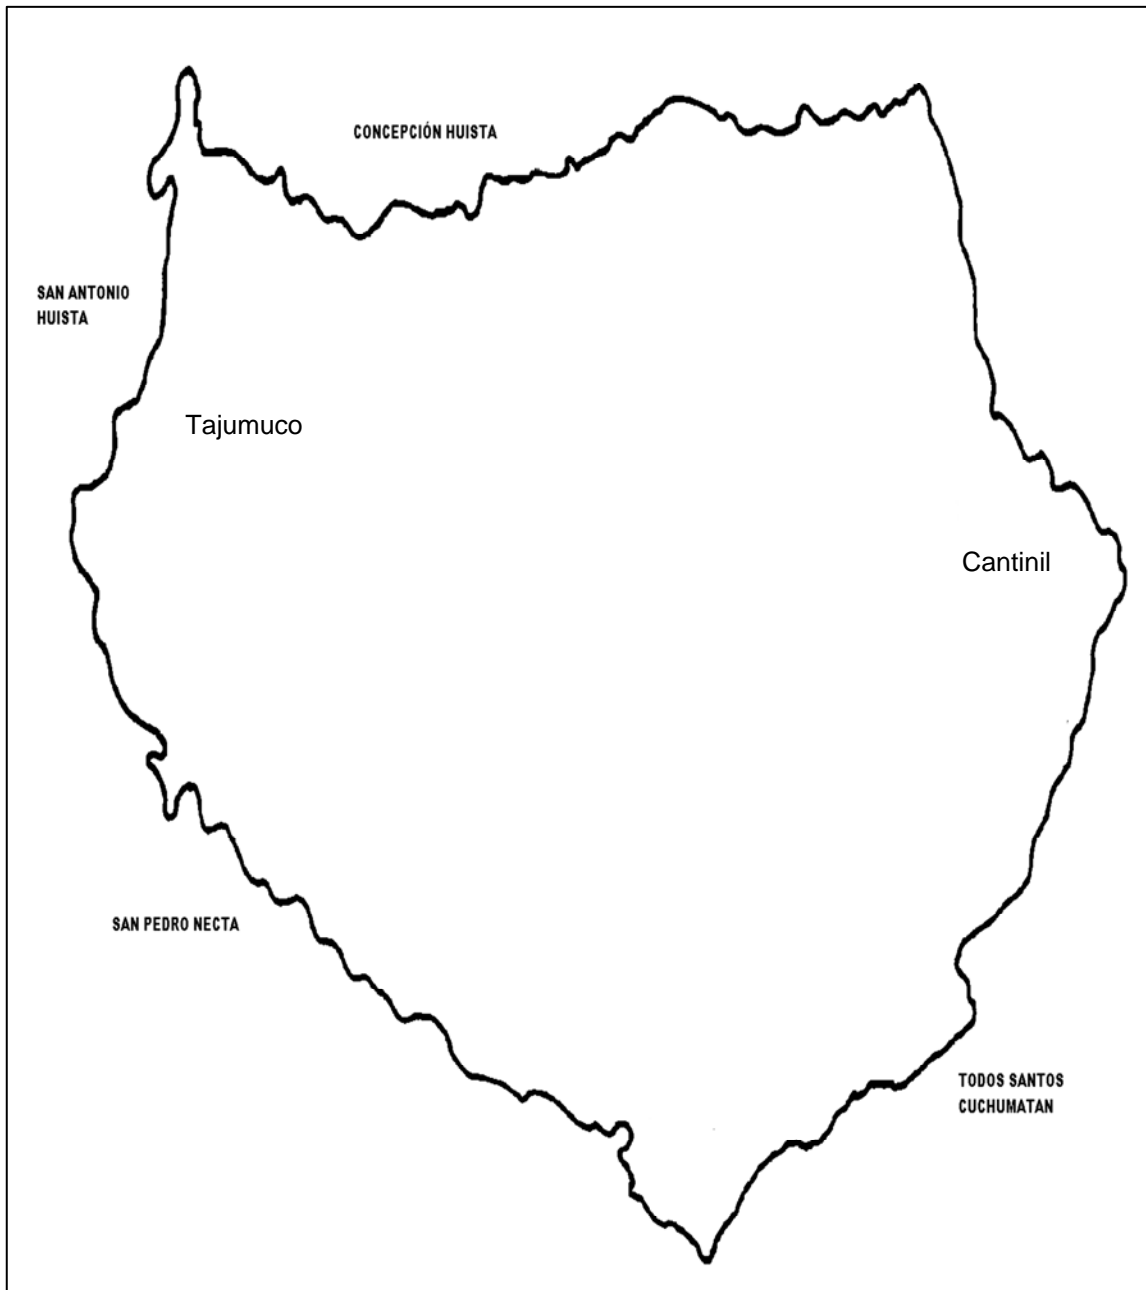 CONCEPCIÓN HUISTA
SAN ANTONIO
HUISTA
Tajumuco
Cantinil
SAN PEDRO NECTA
TODOS SANTOS
CUCHUMATAN